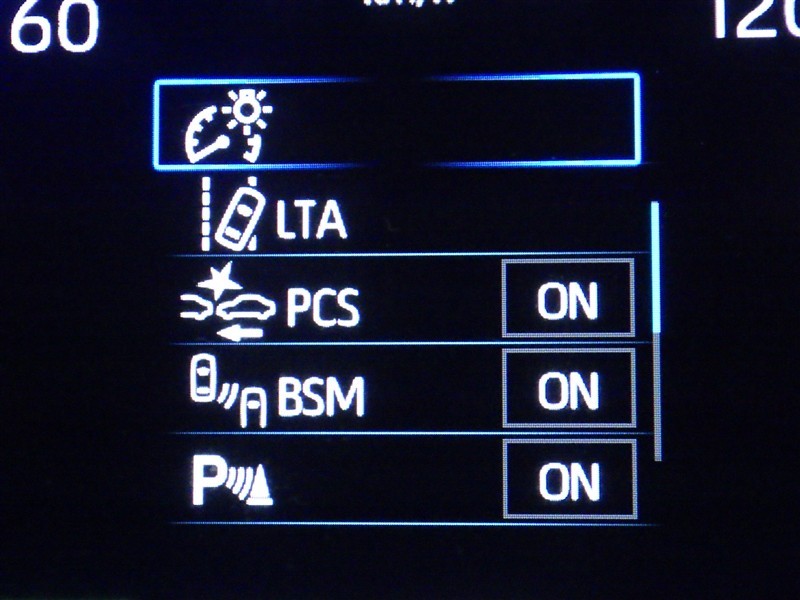 60 120
LTA
PCS ON
BSM ON
P ON